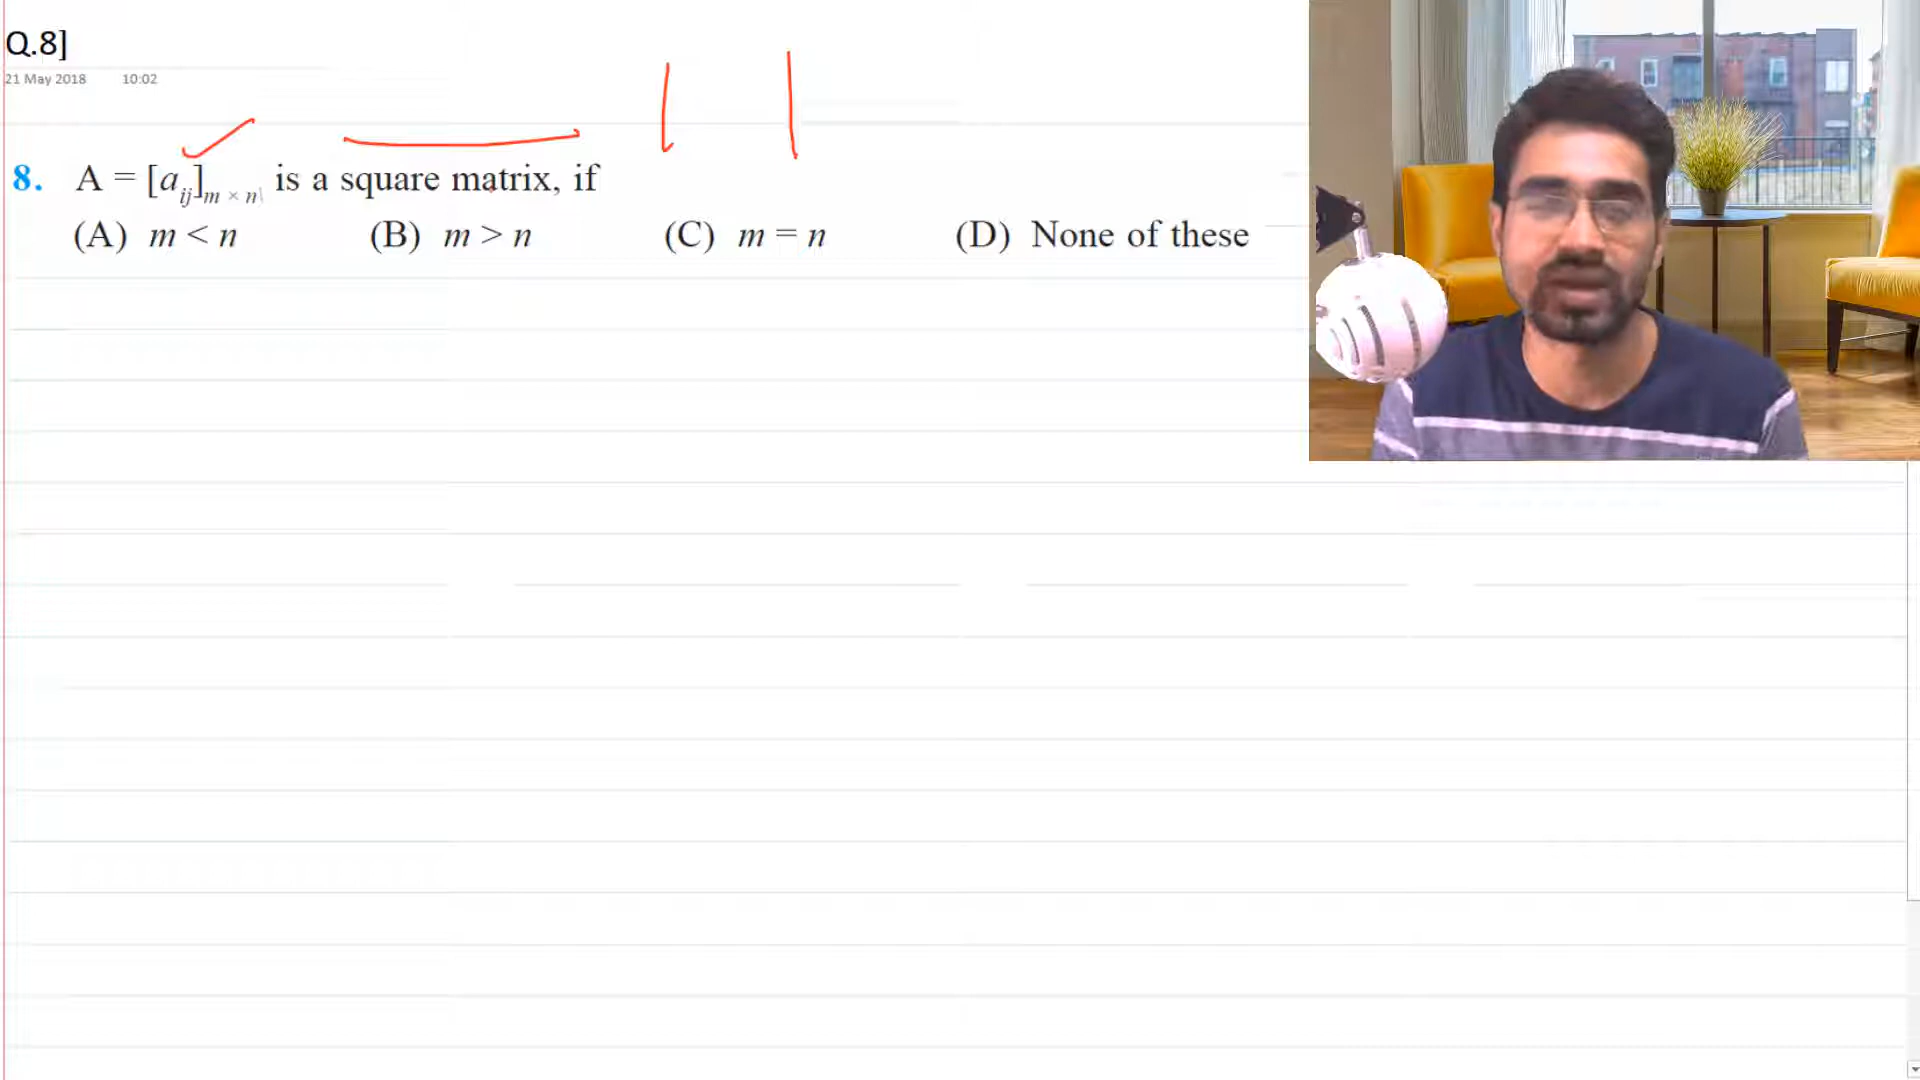 Q.8]
21 May 2018 10:02
8. A = [a_ij]_m × n is a square matrix, if
(A) m < n (B) m > n (C) m = n (D) None of these